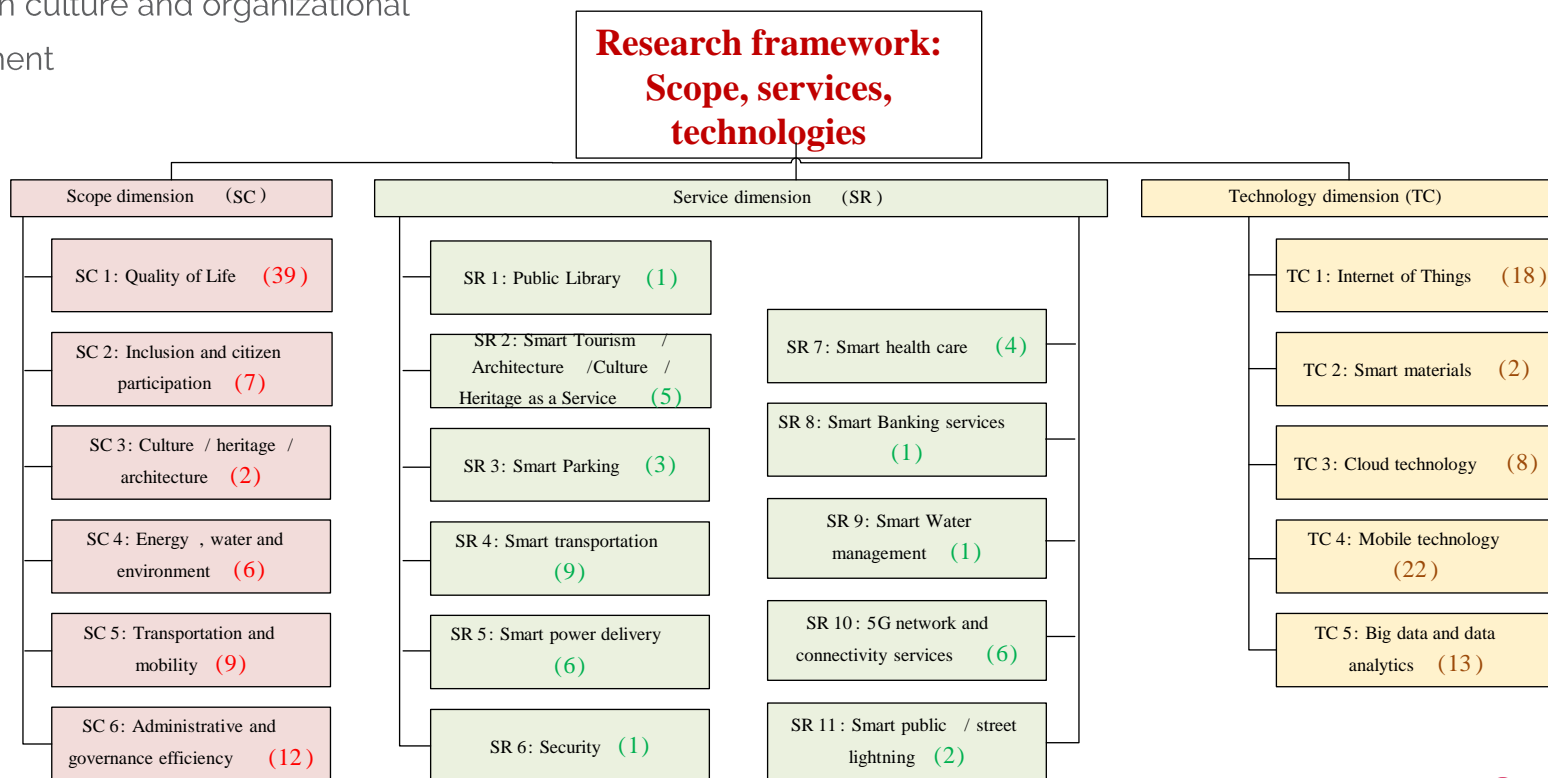 n culture and organizational
nent
Research framework:
Scope, services,
technologies
Scope dimension (SC)
SC 1: Quality of Life (39)
SC 2: Inclusion and citizen
participation (7)
SC 3: Culture / heritage /
architecture (2)
SC 4: Energy , water and
environment (6)
SC 5: Transportation and
mobility (9)
SC 6: Administrative and
governance efficiency (12)
Service dimension (SR)
SR 1: Public Library (1)
SR 2: Smart Tourism /
Architecture /Culture /
Heritage as a Service (5)
SR 3: Smart Parking (3)
SR 4: Smart transportation
(9)
SR 5: Smart power delivery
(6)
SR 6: Security (1)
SR 7: Smart health care (4)
SR 8: Smart Banking services
(1)
SR 9: Smart Water
management (1)
SR 10: 5G network and
connectivity services (6)
SR 11: Smart public / street
lightning (2)
Technology dimension (TC)
TC 1: Internet of Things (18)
TC 2: Smart materials (2)
TC 3: Cloud technology (8)
TC 4: Mobile technology
(22)
TC 5: Big data and data
analytics (13)